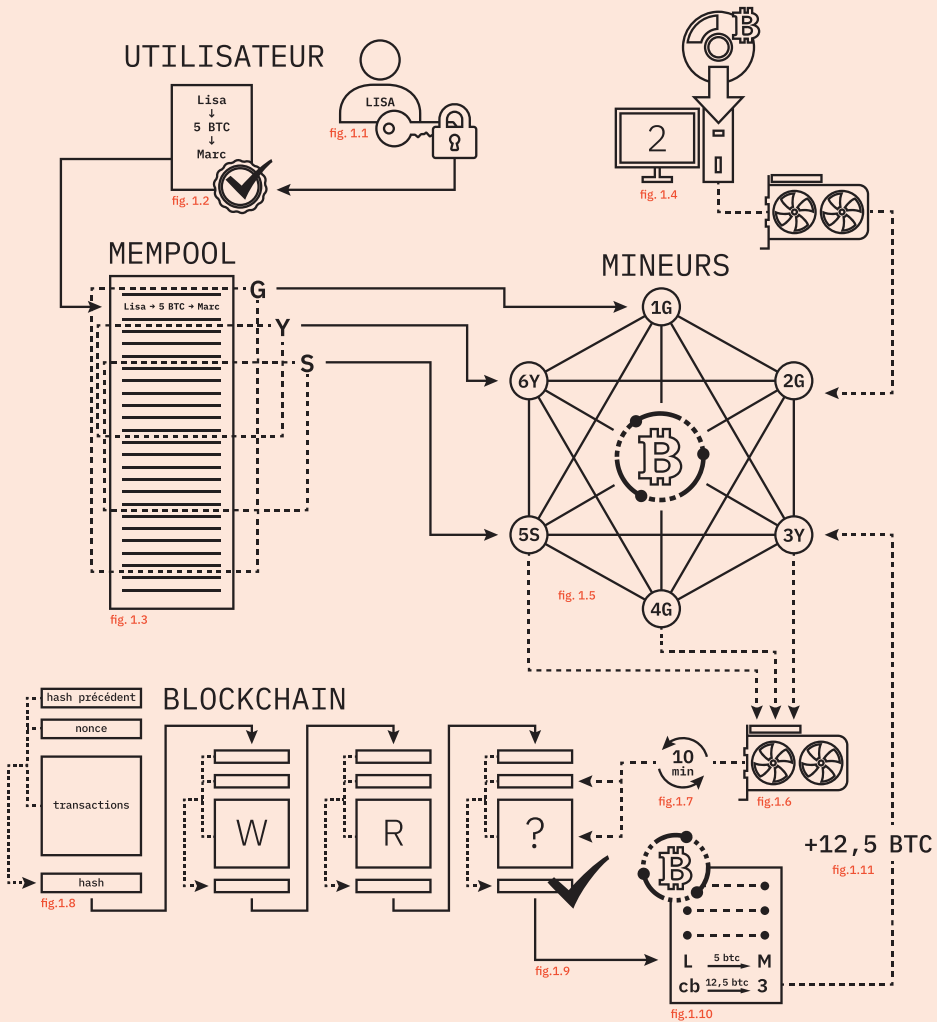 UTILISATEUR
LISA
fig. 1.1
Lisa
↓
5 BTC
↓
Marc
fig. 1.2
2
fig. 1.4
MEMPOOL
G
Lisa → 5 BTC → Marc
Y
S
fig. 1.3
MINEURS
1G
6Y
2G
5S
3Y
4G
fig. 1.5
BLOCKCHAIN
hash précédent
nonce
transactions
hash
fig.1.8
W
R
?
10
min
fig.1.7
fig.1.6
+12,5 BTC
fig.1.11
fig.1.9
L 5 btc M
cb 12,5 btc 3
fig.1.10